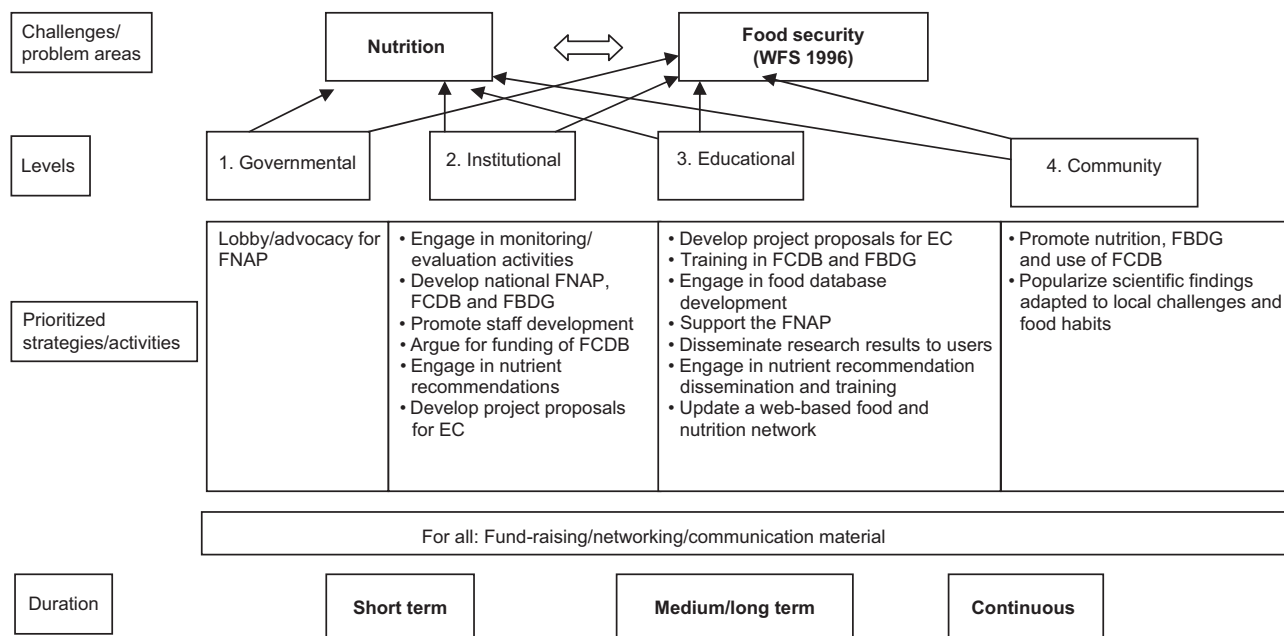 Challenges/
problem areas
Nutrition
Food security
(WFS 1996)
Levels
1. Governmental
2. Institutional
3. Educational
4. Community
Prioritized
strategies/activities
Lobby/advocacy for
FNAP
• Engage in monitoring/
evaluation activities
• Develop national FNAP,
FCDB and FBDG
• Promote staff development
• Argue for funding of FCDB
• Engage in nutrient
recommendations
• Develop project proposals
for EC
• Develop project proposals for EC
• Training in FCDB and FBDG
• Engage in food database
development
• Support the FNAP
• Disseminate research results to users
• Engage in nutrient recommendation
dissemination and training
• Update a web-based food and
nutrition network
• Promote nutrition, FBDG
and use of FCDB
• Popularize scientific findings
adapted to local challenges and
food habits
For all: Fund-raising/networking/communication material
Duration
Short term
Medium/long term
Continuous